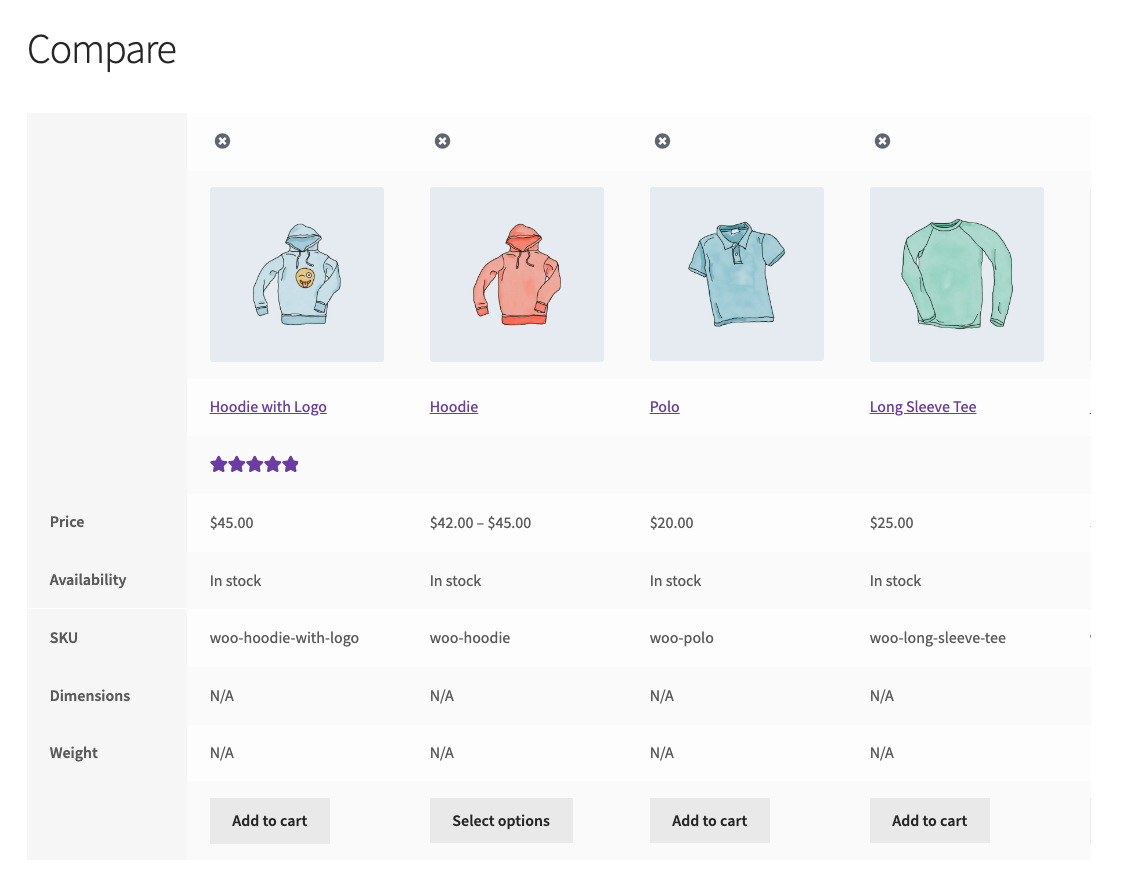 Compare
Hoodie with Logo Hoodie Polo Long Sleeve Tee
Price $45.00 $42.00 – $45.00 $20.00 $25.00
Availability In stock In stock In stock In stock
SKU woo-hoodie-with-logo woo-hoodie woo-polo woo-long-sleeve-tee
Dimensions N/A N/A N/A N/A
Weight N/A N/A N/A N/A
Add to cart Select options Add to cart Add to cart